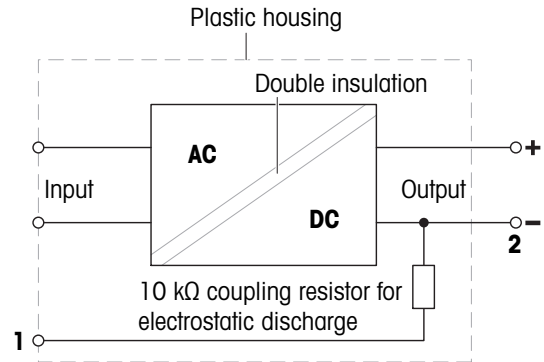 Plastic housing
Double insulation
AC
+
Input
Output
DC
−
2
10 kΩ coupling resistor for
electrostatic discharge
1